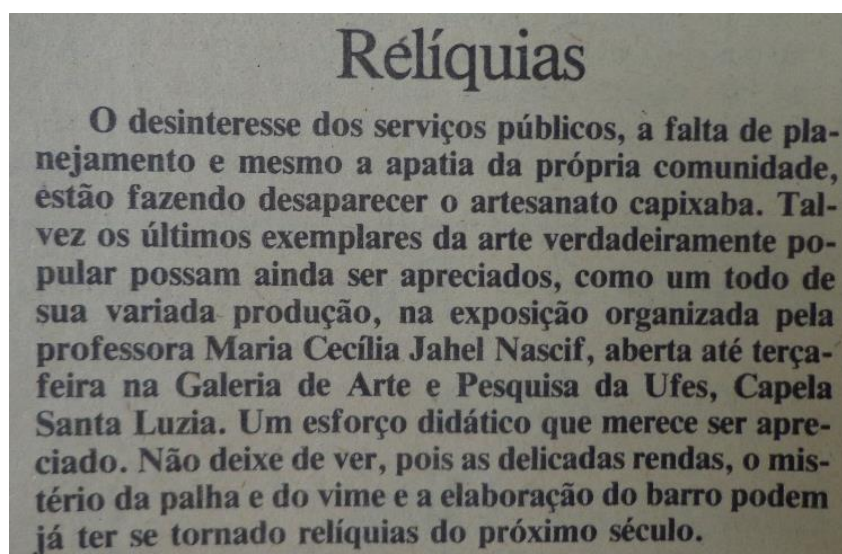 Relíquias
O desinteresse dos serviços públicos, a falta de pla-
nejamento e mesmo a apatia da própria comunidade,
estão fazendo desaparecer o artesanato capixaba. Tal-
vez os últimos exemplares da arte verdadeiramente po-
pular possam ainda ser apreciados, como um todo de
sua variada produção, na exposição organizada pela
professora Maria Cecília Jahel Nascif, aberta até terça-
feira na Galeria de Arte e Pesquisa da Ufes, Capela
Santa Luzia. Um esforço didático que merece ser apre-
ciado. Não deixe de ver, pois as delicadas rendas, o mis-
tério da palha e do vime e a elaboração do barro podem
já ter se tornado relíquias do próximo século.